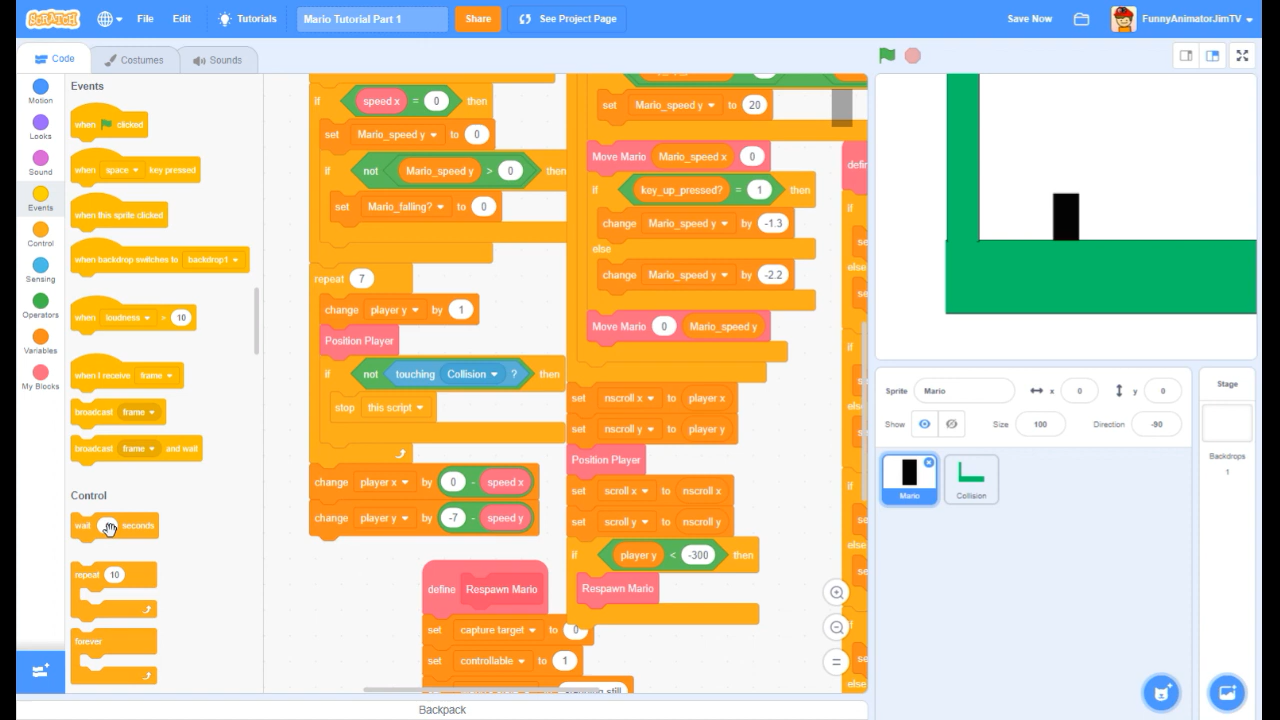 SCRATCH File Edit Tutorials Mario Tutorial Part 1 Share See Project Page Save Now FunnyAnimatorJimTV
Code Costumes Sounds
Motion
Looks
Sound
Events
Control
Sensing
Operators
Variables
My Blocks
Events
when clicked
when space key pressed
when this sprite clicked
when backdrop switches to backdrop1
when loudness > 10
when I receive frame
broadcast frame
broadcast frame and wait
Control
wait seconds
repeat 10
forever
if speed x = 0 then
set Mario_speed y to 0
if not Mario_speed y > 0 then
set Mario_falling? to 0
repeat 7
change player y by 1
Position Player
if not touching Collision ? then
stop this script
change player x by 0 - speed x
change player y by -7 - speed y
define Respawn Mario
set capture target to 0
set controllable to 1
set Mario_speed y to 20
Move Mario Mario_speed x 0
if key_up_pressed? = 1 then
change Mario_speed y by -1.3
else
change Mario_speed y by -2.2
Move Mario 0 Mario_speed y
set nscroll x to player x
set nscroll y to player y
Position Player
set scroll x to nscroll x
set scroll y to nscroll y
if player y < -300 then
Respawn Mario
if
else
if
else
if
else
if
else
Sprite Mario x 0 y 0
Show Size 100 Direction -90
Mario
Collision
Stage
Backdrops
1
Backpack